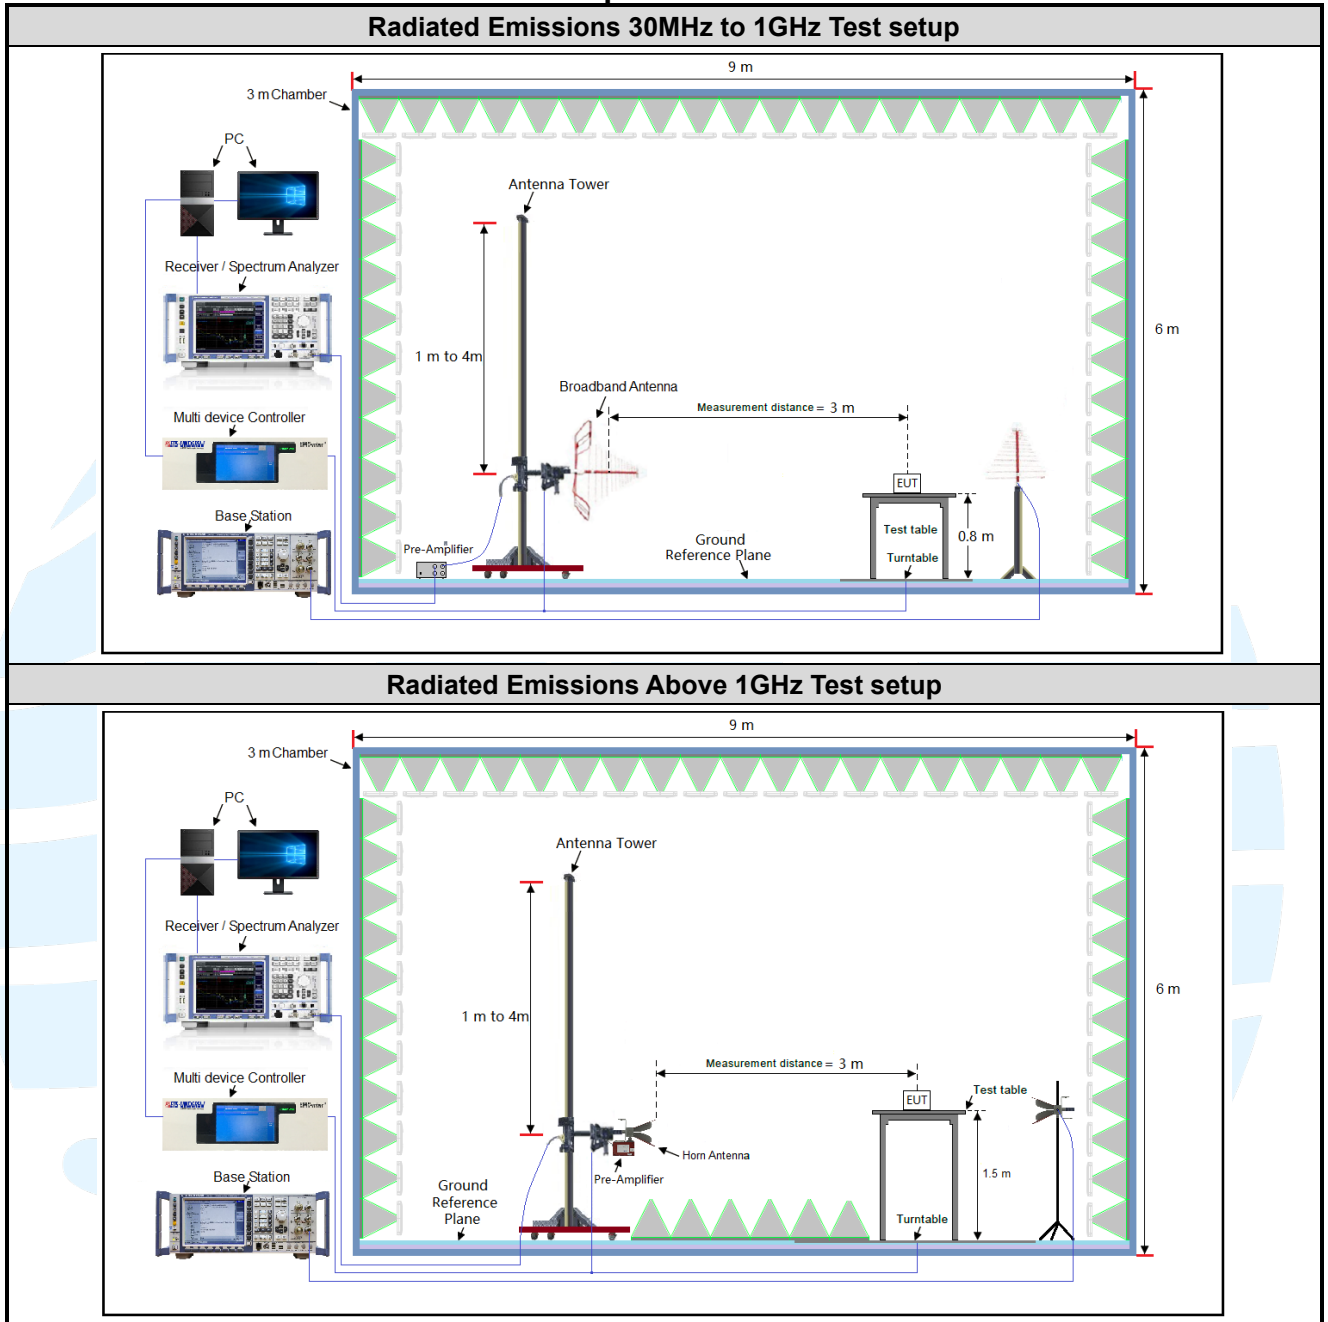 Radiated Emissions 30MHz to 1GHz Test setup
9 m
3 m Chamber
PC
Antenna Tower
Receiver / Spectrum Analyzer
6 m
1 m to 4m
Broadband Antenna
Measurement distance = 3 m
Multi device Controller
EUT
Base Station
Test table
0.8 m
Ground
Reference Plane
Pre-Amplifier
Turntable
Radiated Emissions Above 1GHz Test setup
9 m
3 m Chamber
PC
Antenna Tower
Receiver / Spectrum Analyzer
6 m
1 m to 4m
Measurement distance = 3 m
Multi device Controller
Test table
EUT
Horn Antenna
Pre-Amplifier
1.5 m
Base Station
Ground
Reference
Plane
Turntable